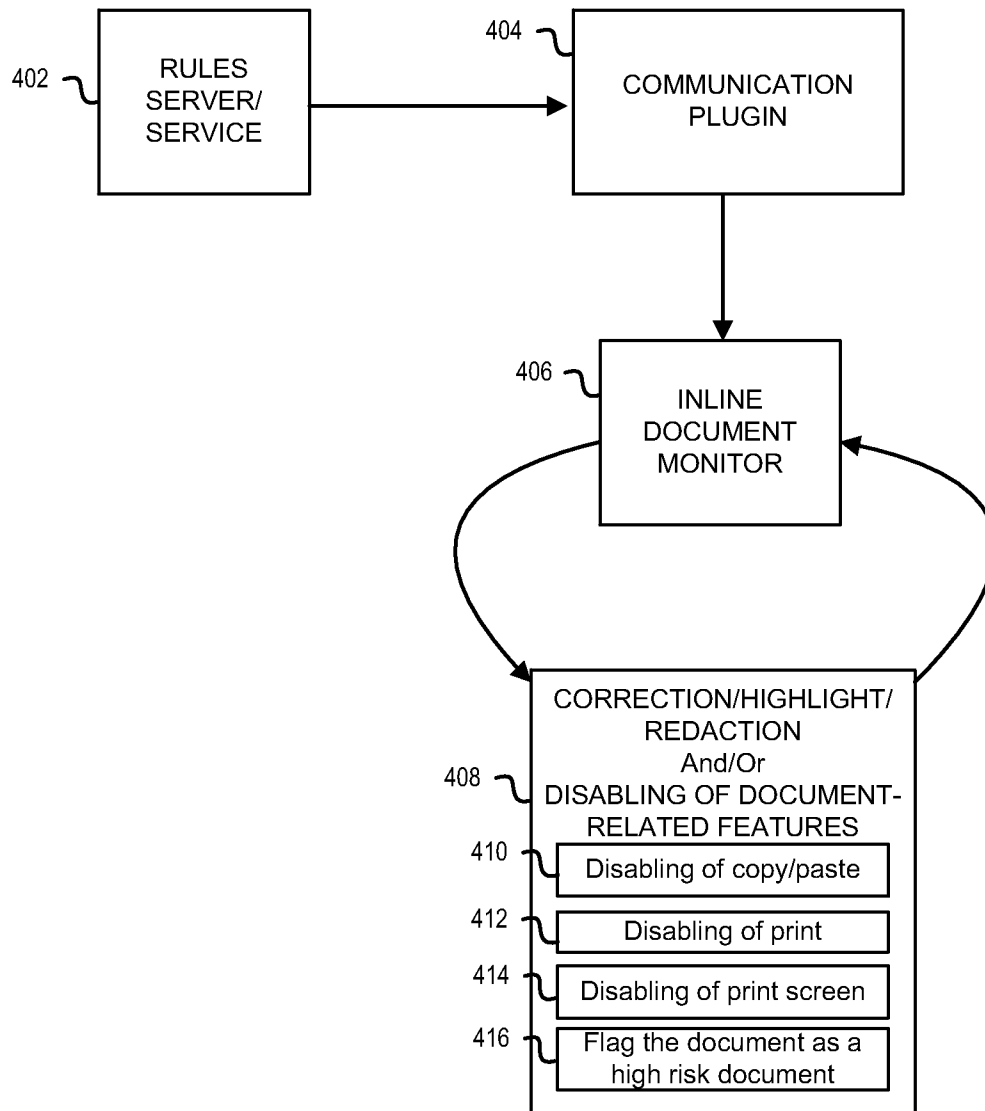 402
RULES
SERVER/
SERVICE
404
COMMUNICATION
PLUGIN
406
INLINE
DOCUMENT
MONITOR
408
CORRECTION/HIGHLIGHT/
REDACTION
And/Or
DISABLING OF DOCUMENT-
RELATED FEATURES
410
Disabling of copy/paste
412
Disabling of print
414
Disabling of print screen
416
Flag the document as a
high risk document